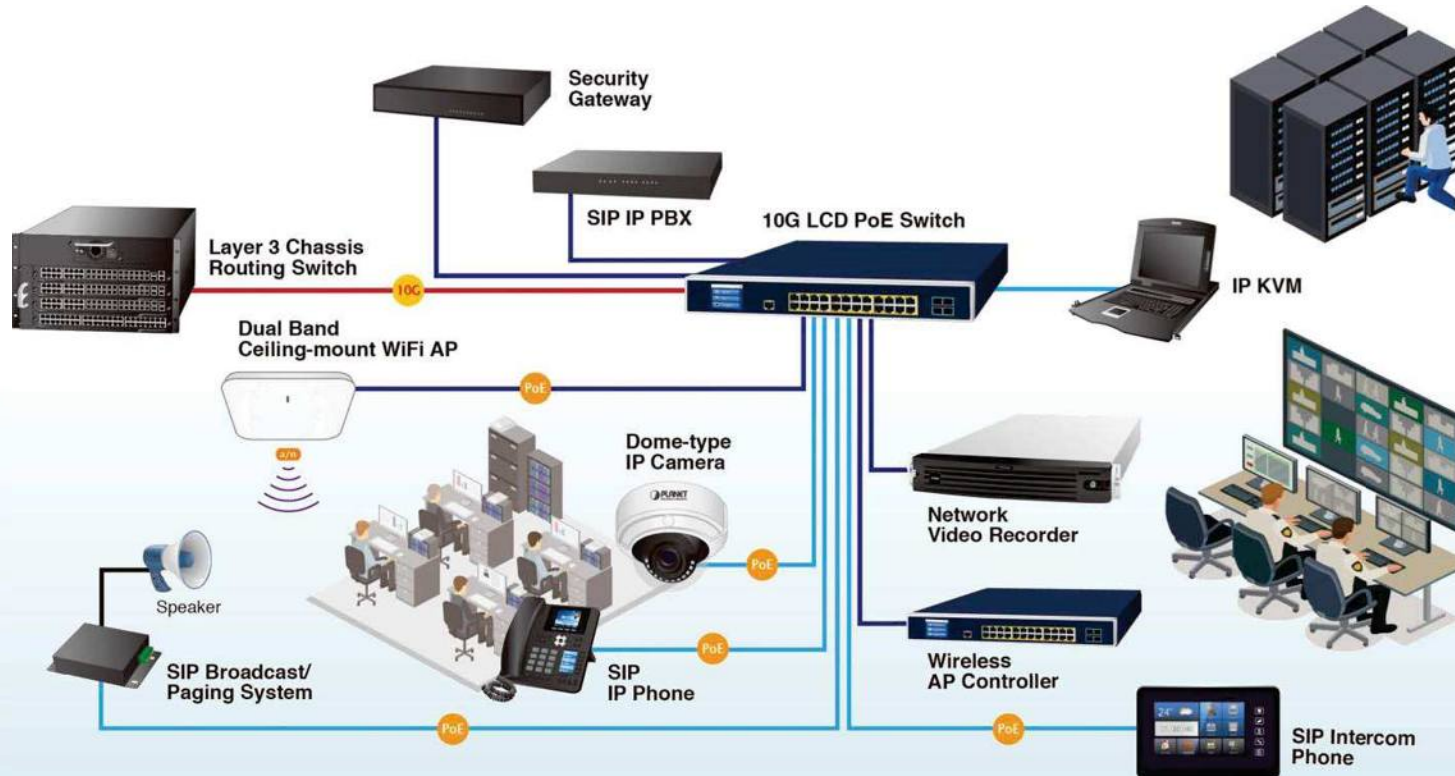 Security
Gateway
SIP IP PBX
10G LCD PoE Switch
Layer 3 Chassis
Routing Switch
10G
IP KVM
Dual Band
Ceiling-mount WiFi AP
PoE
a/n
Dome-type
IP Camera
PLANET
PoE
Network
Video Recorder
Speaker
SIP Broadcast/
Paging System
SIP
IP Phone
PoE
Wireless
AP Controller
PoE
PoE
24°
SIP Intercom
Phone